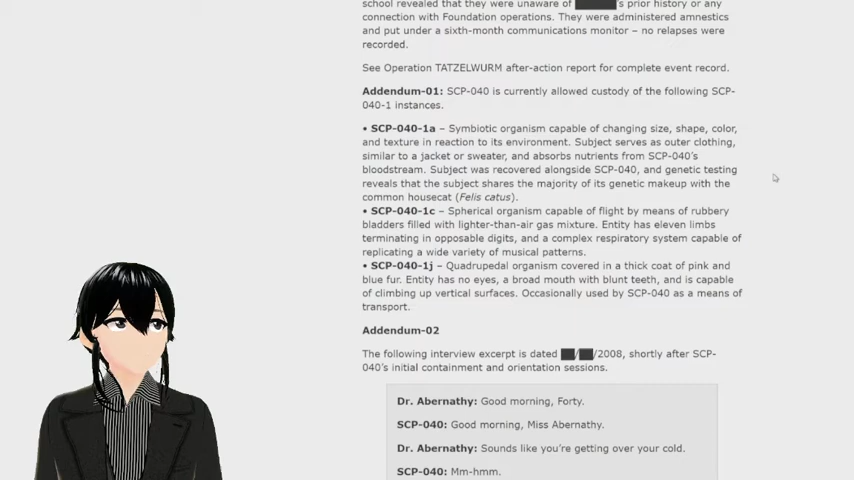 school revealed that they were unaware of ███████'s prior history or any
connection with Foundation operations. They were administered amnestics
and put under a sixth-month communications monitor – no relapses were
recorded.
See Operation TATZELWURM after-action report for complete event record.
Addendum-01: SCP-040 is currently allowed custody of the following SCP-
040-1 instances.
• SCP-040-1a – Symbiotic organism capable of changing size, shape, color,
and texture in reaction to its environment. Subject serves as outer clothing,
similar to a jacket or sweater, and absorbs nutrients from SCP-040's
bloodstream. Subject was recovered alongside SCP-040, and genetic testing
reveals that the subject shares the majority of its genetic makeup with the
common housecat (Felis catus).
• SCP-040-1c – Spherical organism capable of flight by means of rubbery
bladders filled with lighter-than-air gas mixture. Entity has eleven limbs
terminating in opposable digits, and a complex respiratory system capable of
replicating a wide variety of musical patterns.
• SCP-040-1j – Quadrupedal organism covered in a thick coat of pink and
blue fur. Entity has no eyes, a broad mouth with blunt teeth, and is capable
of climbing up vertical surfaces. Occasionally used by SCP-040 as a means of
transport.
Addendum-02
The following interview excerpt is dated ██/██/2008, shortly after SCP-
040's initial containment and orientation sessions.
Dr. Abernathy: Good morning, Forty.
SCP-040: Good morning, Miss Abernathy.
Dr. Abernathy: Sounds like you're getting over your cold.
SCP-040: Mm-hmm.